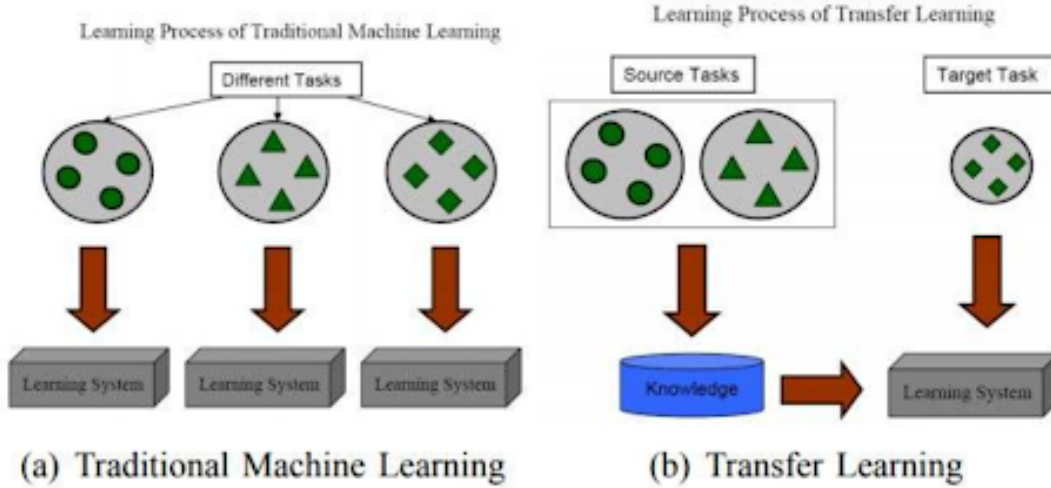 Learning Process of Traditional Machine Learning
Different Tasks
Learning System
Learning System
Learning System
(a) Traditional Machine Learning
Learning Process of Transfer Learning
Source Tasks
Target Task
Knowledge
Learning System
(b) Transfer Learning